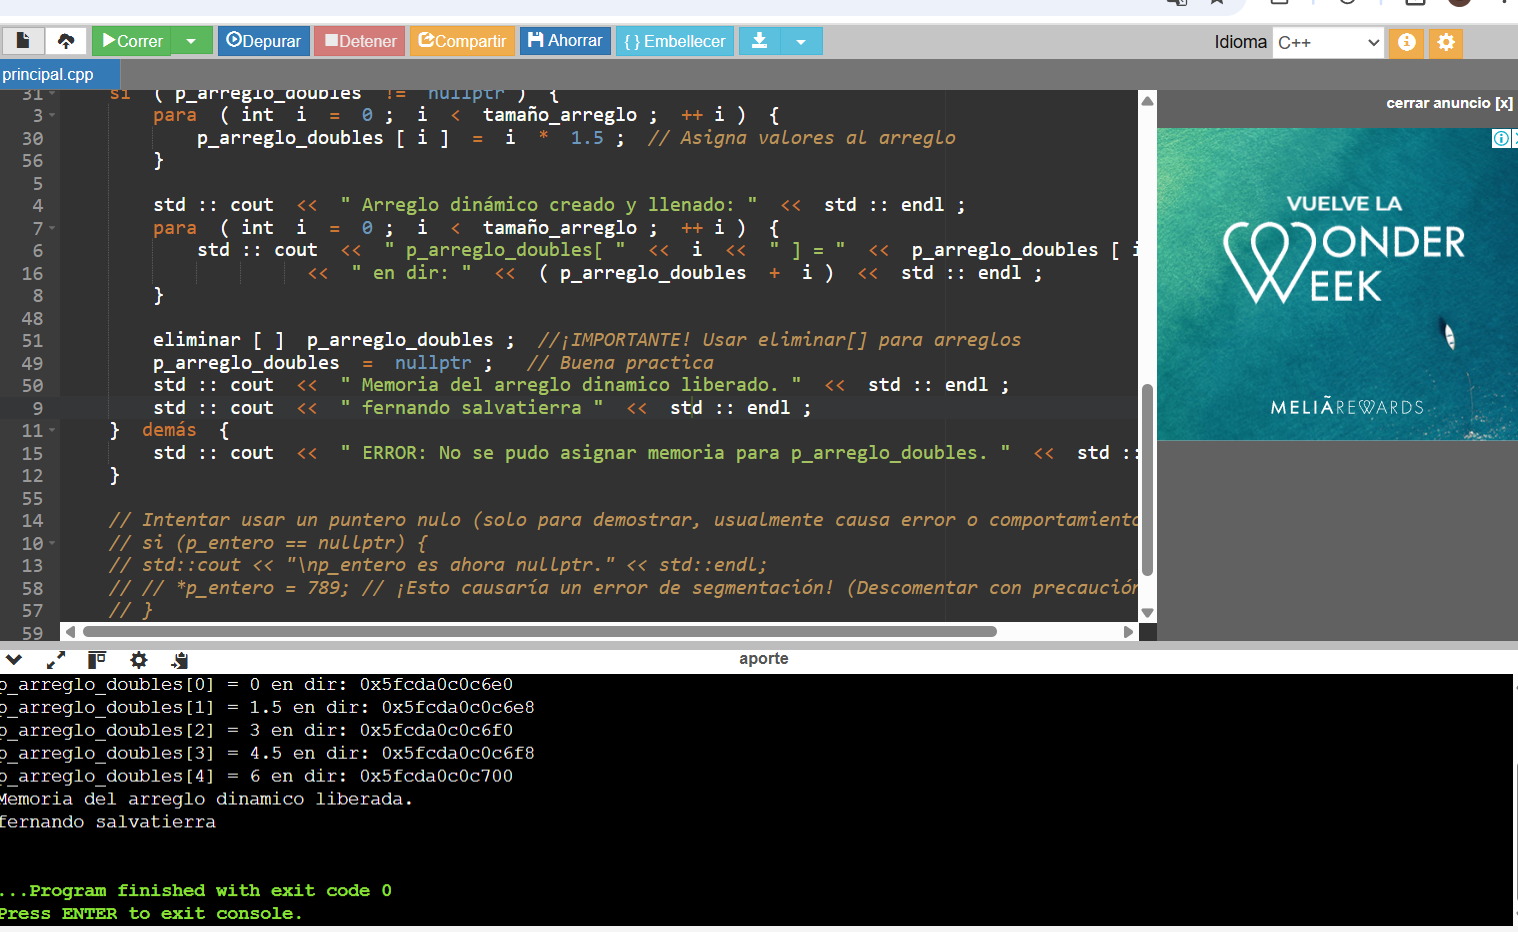 Correr
Depurar
Detener
Compartir
Ahorrar
{ } Embellecer
Idioma
C++
principal.cpp
31 si ( p_arreglo_doubles != nullptr ) {
3 para ( int i = 0 ; i < tamaño_arreglo ; ++ i ) {
30 p_arreglo_doubles [ i ] = i * 1.5 ; // Asigna valores al arreglo
56 }
5
4 std :: cout << " Arreglo dinámico creado y llenado: " << std :: endl ;
7 para ( int i = 0 ; i < tamaño_arreglo ; ++ i ) {
6 std :: cout << " p_arreglo_doubles[ " << i << " ] = " << p_arreglo_doubles [ i
16 << " en dir: " << ( p_arreglo_doubles + i ) << std :: endl ;
8 }
48
51 eliminar [ ] p_arreglo_doubles ; //¡IMPORTANTE! Usar eliminar[] para arreglos
49 p_arreglo_doubles = nullptr ; // Buena practica
50 std :: cout << " Memoria del arreglo dinamico liberado. " << std :: endl ;
9 std :: cout << " fernando salvatierra " << std :: endl ;
11 } demás {
15 std :: cout << " ERROR: No se pudo asignar memoria para p_arreglo_doubles. " << std ::
12 }
55
14 // Intentar usar un puntero nulo (solo para demostrar, usualmente causa error o comportamiento
10 // si (p_entero == nullptr) {
13 // std::cout << "\np_entero es ahora nullptr." << std::endl;
58 // // *p_entero = 789; // ¡Esto causaría un error de segmentación! (Descomentar con precaución
57 // }
59
cerrar anuncio [x]
VUELVE LA
WONDER
WEEK
MELIÃ REWARDS
aporte
p_arreglo_doubles[0] = 0 en dir: 0x5fcda0c0c6e0
p_arreglo_doubles[1] = 1.5 en dir: 0x5fcda0c0c6e8
p_arreglo_doubles[2] = 3 en dir: 0x5fcda0c0c6f0
p_arreglo_doubles[3] = 4.5 en dir: 0x5fcda0c0c6f8
p_arreglo_doubles[4] = 6 en dir: 0x5fcda0c0c700
Memoria del arreglo dinamico liberada.
fernando salvatierra
...Program finished with exit code 0
Press ENTER to exit console.